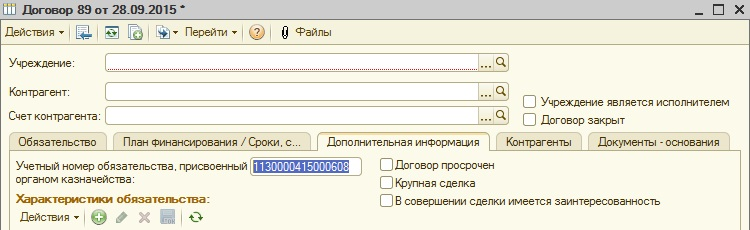 Договор 89 от 28.09.2015 *
Действия Перейти ? Файлы
Учреждение: ...
Контрагент: ...
Учреждение является исполнителем
Счет контрагента: ...
Договор закрыт
Обязательство План финансирования / Сроки, с... Дополнительная информация Контрагенты Документы - основания
Учетный номер обязательства, присвоенный органом казначейства: 1130000415000608
Договор просрочен
Крупная сделка
Характеристики обязательства:
В совершении сделки имеется заинтересованность
Действия